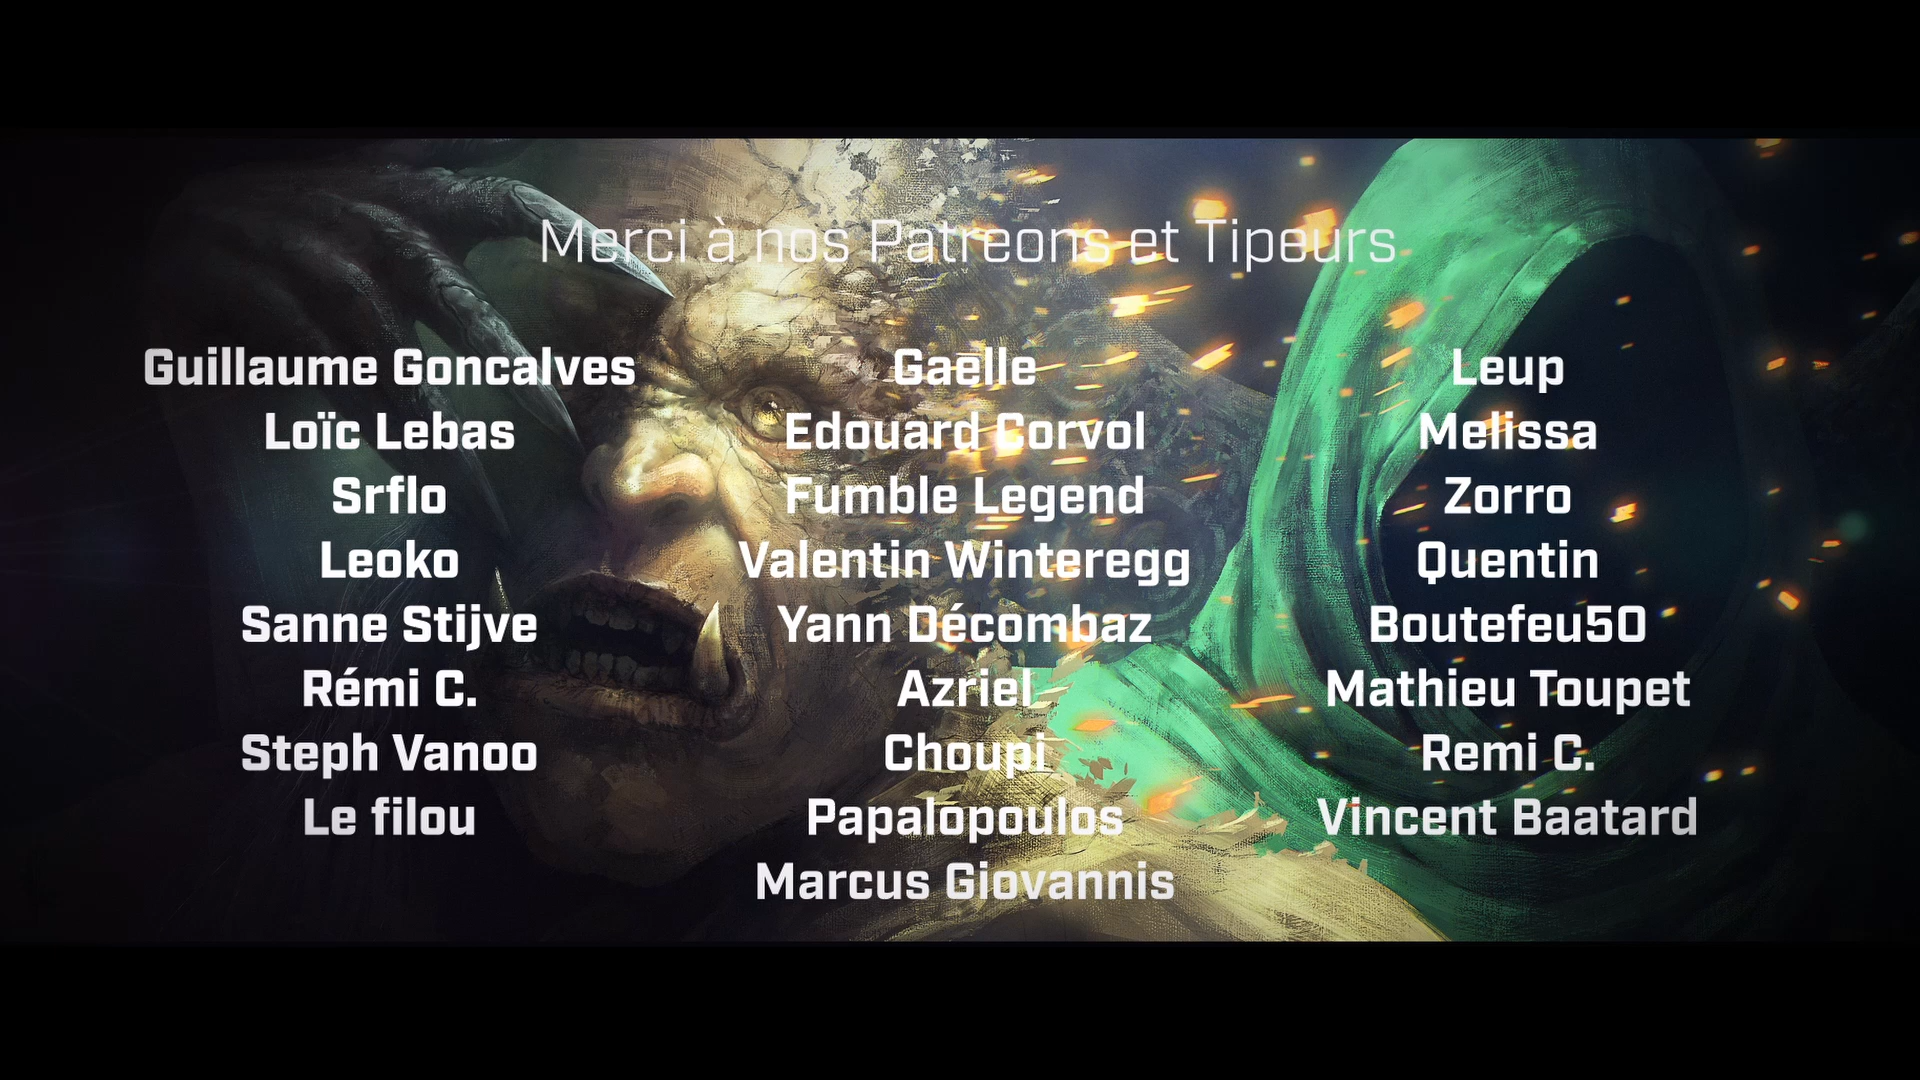 Merci à nos Patreons et Tipeurs
Guillaume Goncalves
Loïc Lebas
Srflo
Leoko
Sanne Stijve
Rémi C.
Steph Vanoo
Le filou
Gaëlle
Edouard Corvol
Fumble Legend
Valentin Winteregg
Yann Décombaz
Azriel
Choupi
Papalopoulos
Marcus Giovannis
Leup
Melissa
Zorro
Quentin
Boutefeu50
Mathieu Toupet
Remi C.
Vincent Baatard